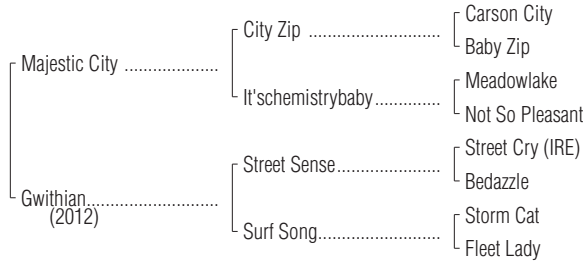 Carson City
City Zip
Baby Zip
Majestic City
Meadowlake
It'schemistrybaby
Not So Pleasant
Street Cry (IRE)
Street Sense
Bedazzle
Gwithian
(2012)
Storm Cat
Surf Song
Fleet Lady